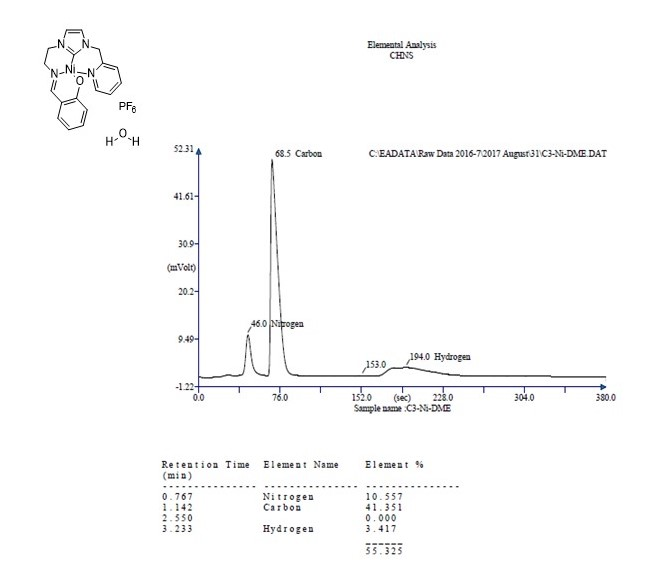 N
N
Ni
N
N
O
PF6
H
O
H
Elemental Analysis
CHNS
C:\EADATA\Raw Data 2016-7\2017 August\31\C3-Ni-DME.DAT
52.31
68.5 Carbon
41.61
30.9
(mVolt)
20.2
46.0 Nitrogen
9.49
194.0 Hydrogen
153.0
-1.22
0.0 76.0 152.0 (sec) 228.0 304.0 380.0
Sample name :C3-Ni-DME
Retention Time Element Name Element %
(min)
--------------- --------------- ---------------
0.767 Nitrogen 10.557
1.142 Carbon 41.351
2.550 0.000
3.233 Hydrogen 3.417
------
55.325